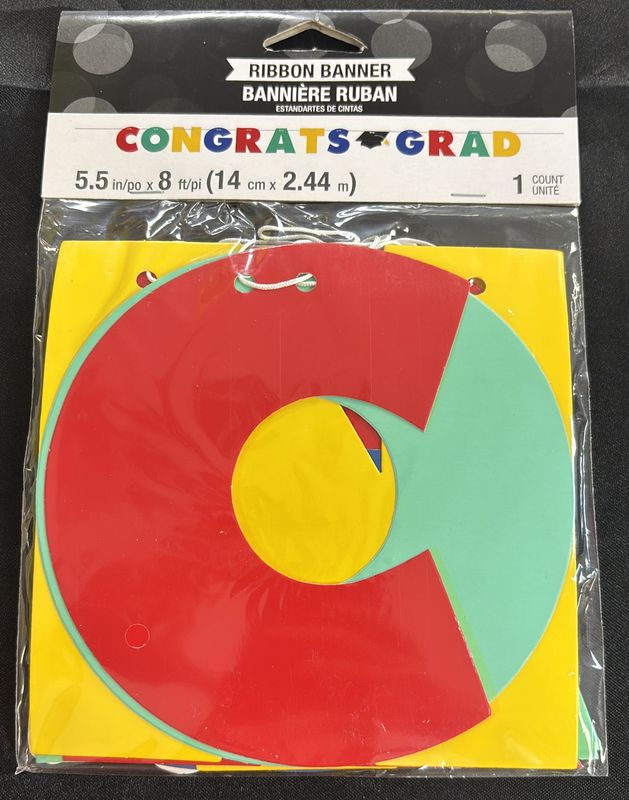 RIBBON BANNER
BANNIÈRE RUBAN
ESTANDARTES DE CINTAS
CONGRATS GRAD
5.5 in/po x 8 ft/pi (14 cm x 2.44 m)
1 COUNT
UNITÉ
C